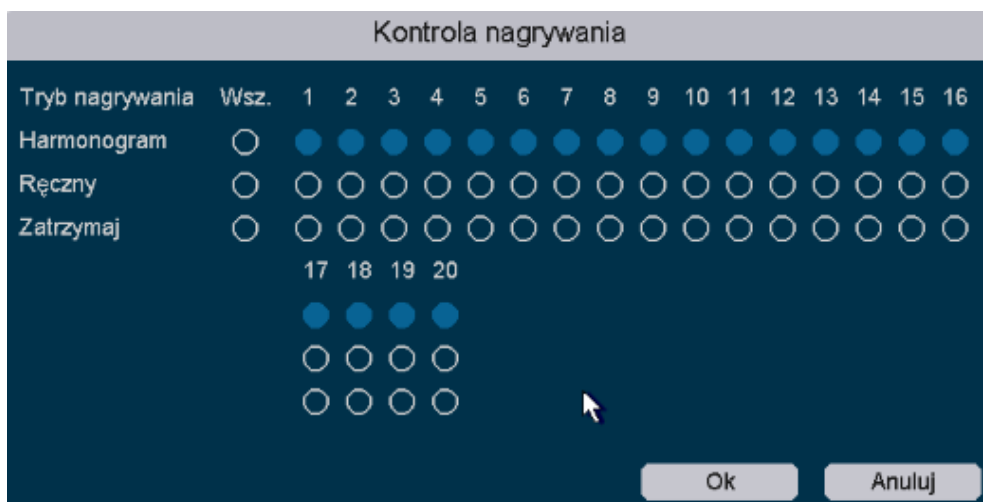 Kontrola nagrywania
Tryb nagrywania Wsz. 1 2 3 4 5 6 7 8 9 10 11 12 13 14 15 16
Harmonogram
Ręczny
Zatrzymaj
17 18 19 20
Ok Anuluj